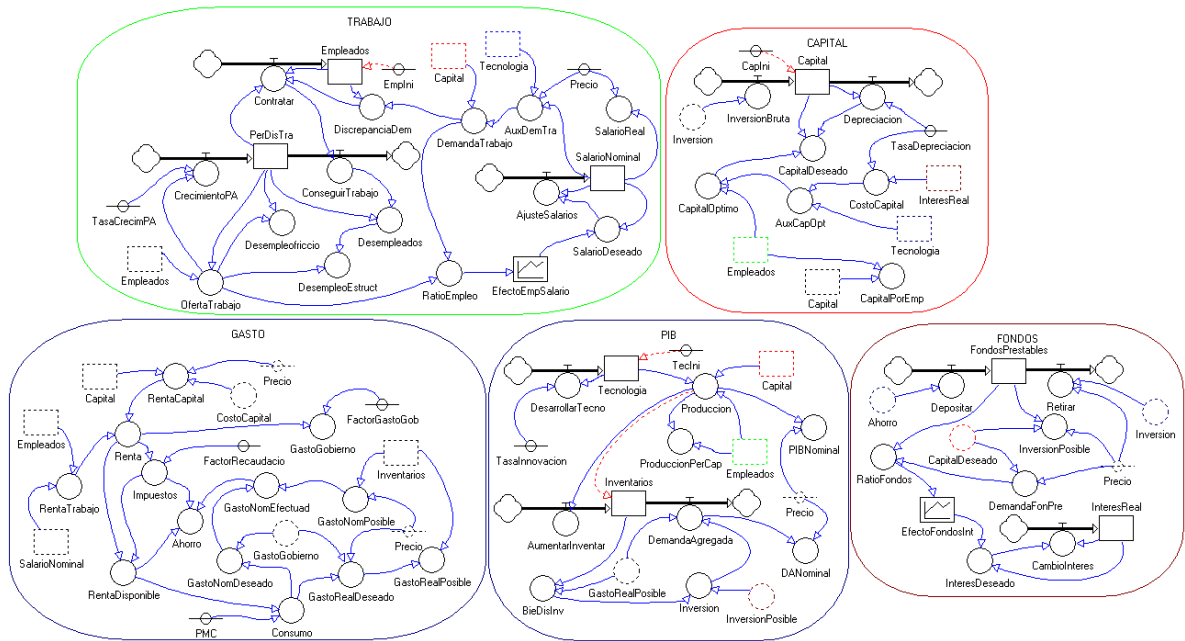 TRABAJO
Empleados
EmpIni
Contratar
DiscrepanciaDem
Capital
Tecnologia
Precio
DemandaTrabajo
AuxDemTra
SalarioReal
PerDisTra
SalarioNominal
CrecimientoPA
ConseguirTrabajo
AjusteSalarios
TasaCrecimPA
Desempleofriccio
Desempleados
SalarioDeseado
Empleados
DesempleoEstruct
OfertaTrabajo
RatioEmpleo
EfectoEmpSalario
CAPITAL
CapIni
Capital
Inversion
InversionBruta
Depreciacion
TasaDepreciacion
CapitalDeseado
CapitalOptimo
CostoCapital
InteresReal
AuxCapOpt
Tecnologia
Empleados
Capital
CapitalPorEmp
GASTO
Precio
Capital
RentaCapital
CostoCapital
FactorGastoGob
Empleados
Renta
GastoGobierno
FactorRecaudacio
Inventarios
Impuestos
RentaTrabajo
GastoNomEfectuad
GastoNomPosible
Ahorro
GastoGobierno
Precio
SalarioNominal
RentaDisponible
GastoNomDeseado
GastoRealDeseado
GastoRealPosible
PMC
Consumo
PIB
TecIni
Tecnologia
Capital
DesarrollarTecno
Produccion
TasaInnovacion
ProduccionPerCap
Empleados
PIBNominal
Inventarios
Precio
AumentarInventar
DemandaAgregada
DANominal
GastoRealPosible
BieDisInv
Inversion
InversionPosible
FONDOS
FondosPrestables
Ahorro
Depositar
Retirar
Inversion
CapitalDeseado
InversionPosible
RatioFondos
Precio
DemandaFonPre
EfectoFondosInt
InteresReal
CambioInteres
InteresDeseado